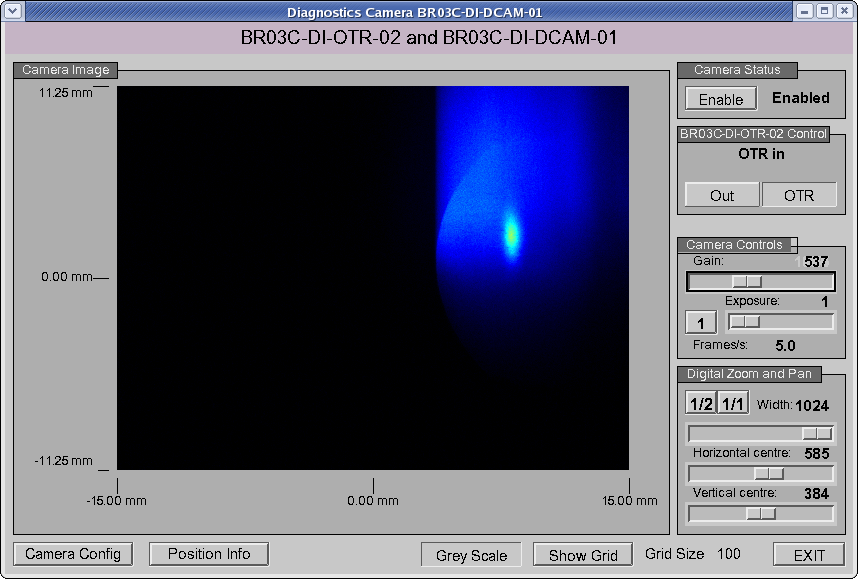 Diagnostics Camera BR03C-DI-DCAM-01
BR03C-DI-OTR-02 and BR03C-DI-DCAM-01
Camera Image
11.25 mm
0.00 mm
-11.25 mm
-15.00 mm
0.00 mm
15.00 mm
Camera Status
Enable
Enabled
BR03C-DI-OTR-02 Control
OTR in
Out
OTR
Camera Controls
Gain: 537
Exposure: 1
1
Frames/s: 5.0
Digital Zoom and Pan
1/2 1/1 Width: 1024
Horizontal centre: 585
Vertical centre: 384
Camera Config
Position Info
Grey Scale
Show Grid
Grid Size 100
EXIT